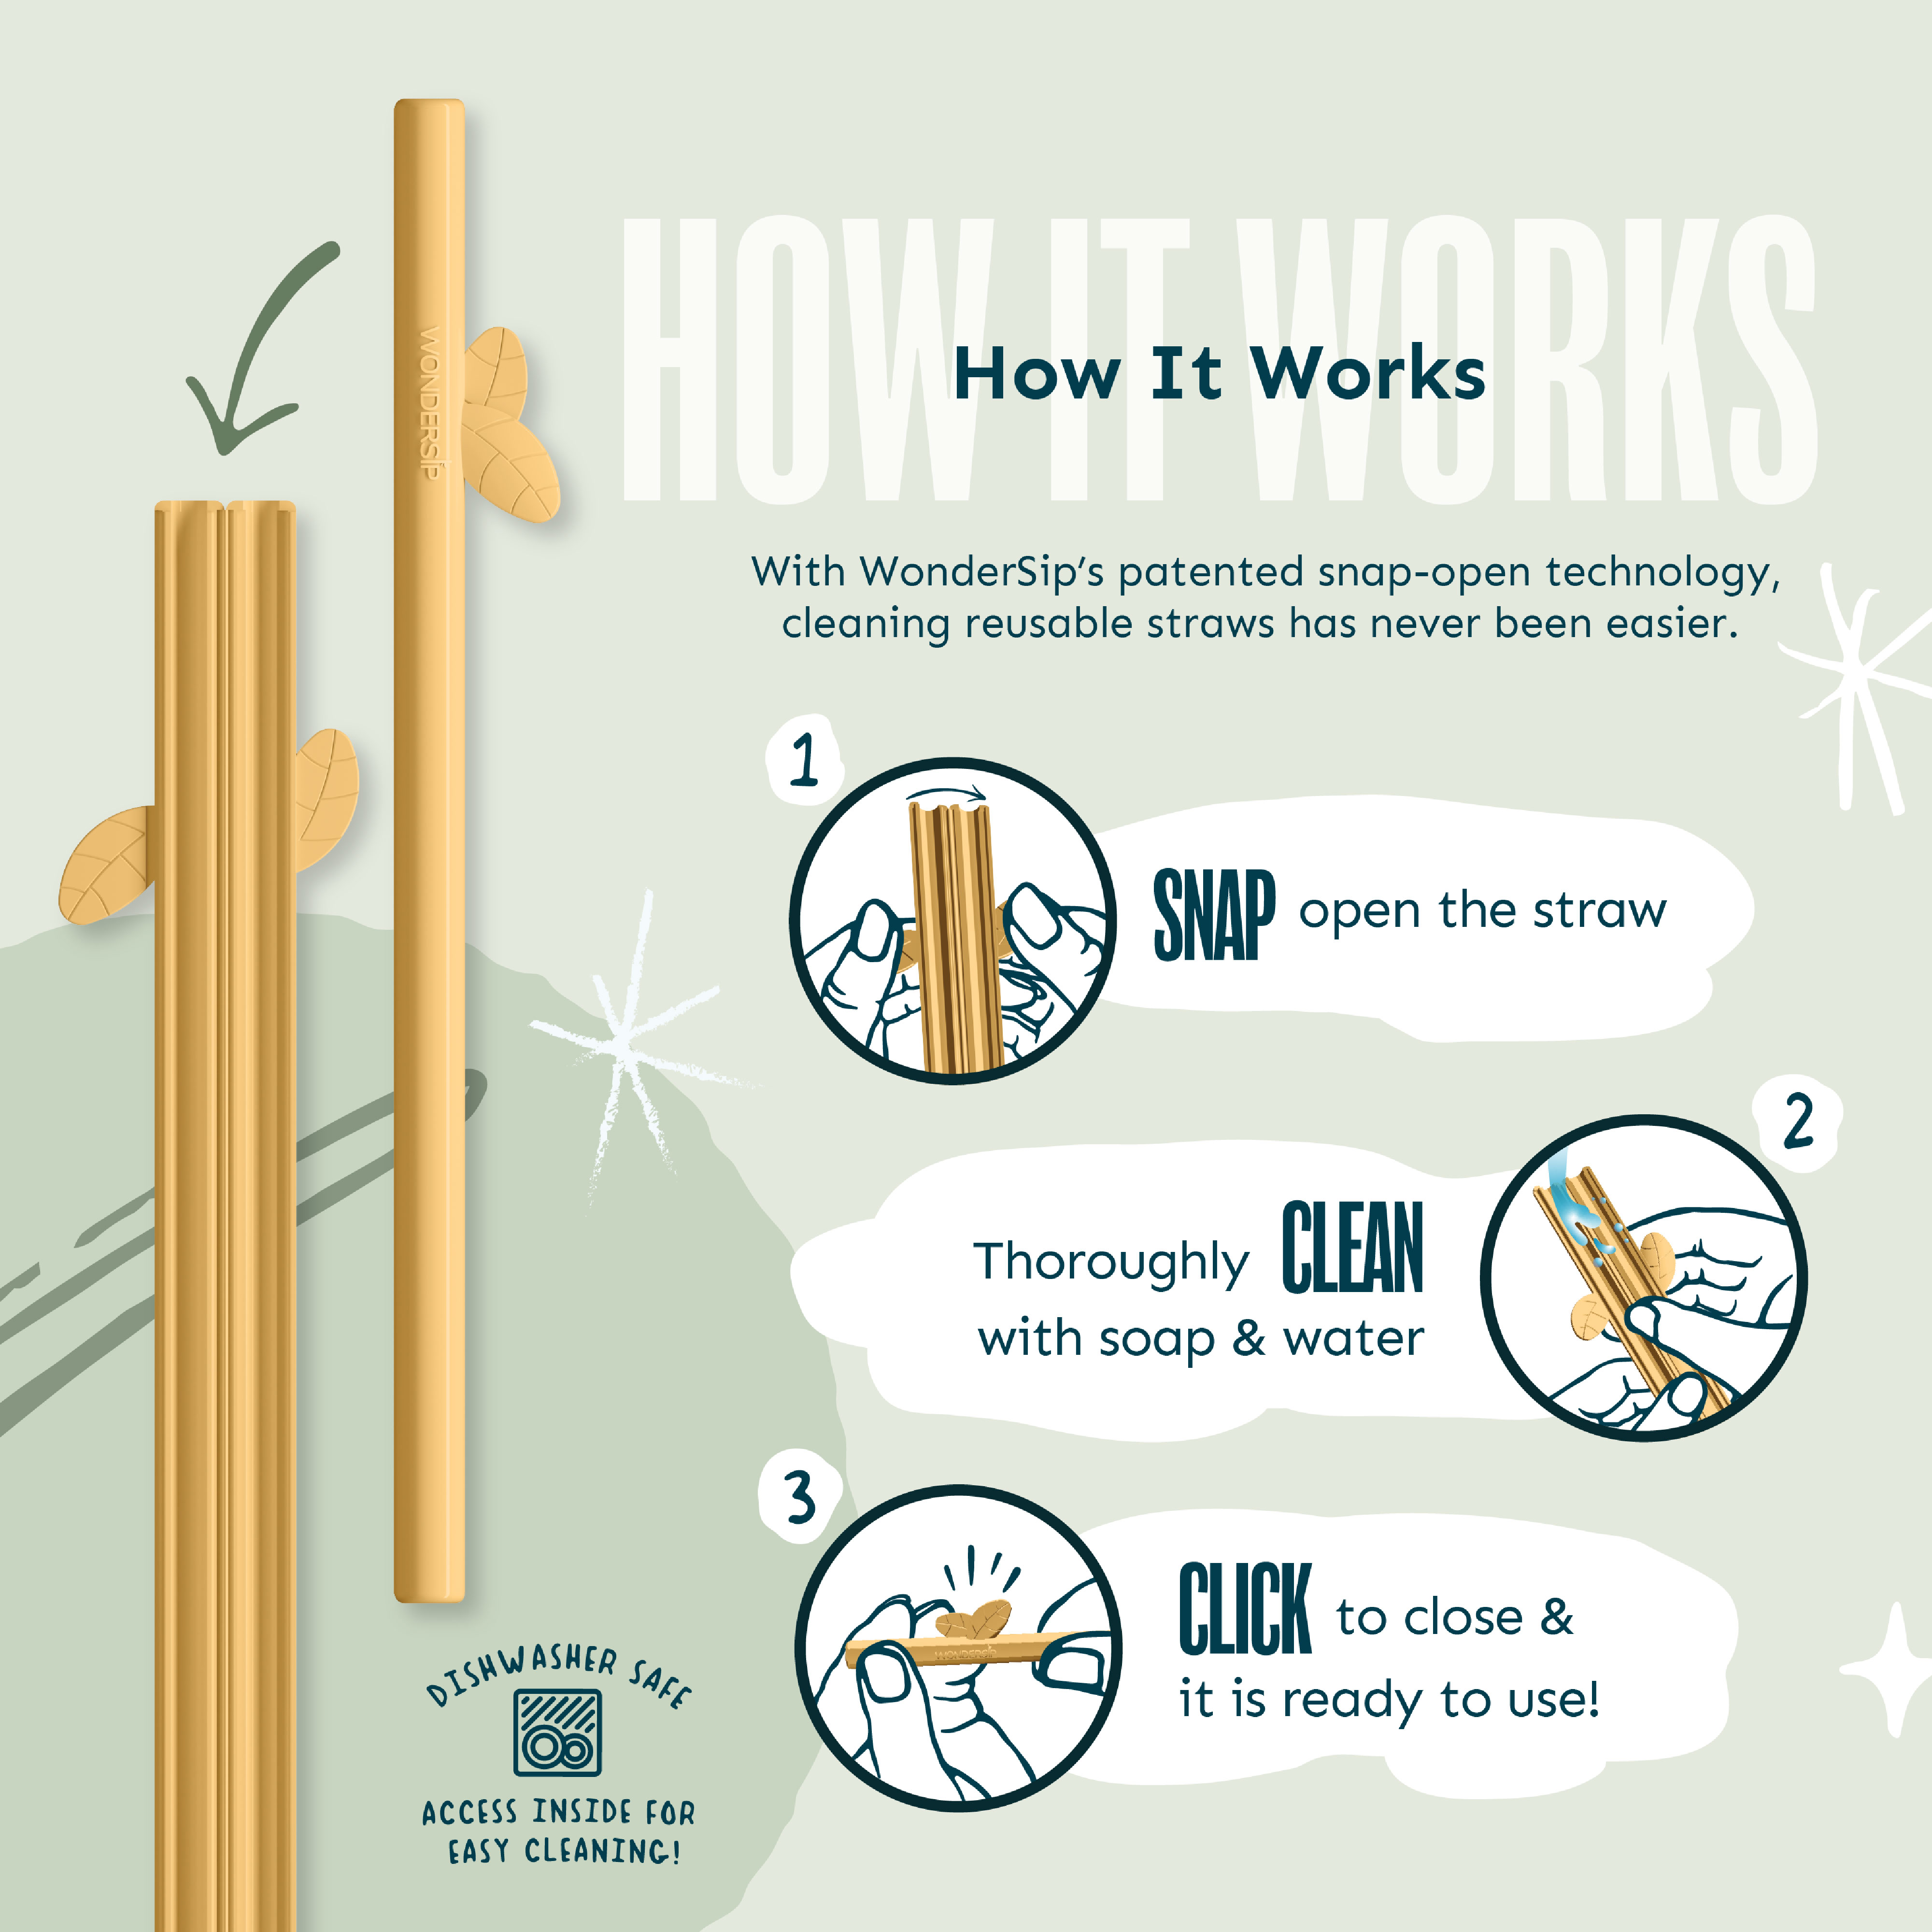 HOW IT WORKS
How It Works
With WonderSip's patented snap-open technology,
cleaning reusable straws has never been easier.
WONDERSIP
1
SNAP open the straw
2
Thoroughly CLEAN
with soap & water
3
CLICK to close &
it is ready to use!
WONDERSIP
DISHWASHER SAFE
ACCESS INSIDE FOR
EASY CLEANING!